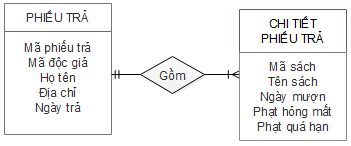 PHIẾU TRẢ
Mã phiếu trả
Mã độc giả
Họ tên
Địa chỉ
Ngày trả
Gồm
CHI TIẾT
PHIẾU TRẢ
Mã sách
Tên sách
Ngày mượn
Phạt hỏng mất
Phạt quá hạn